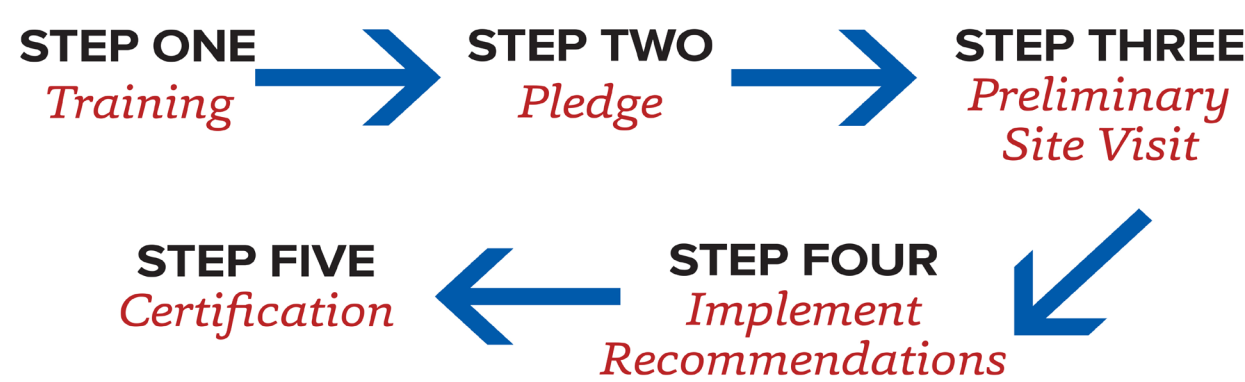 STEP ONE
Training
STEP TWO
Pledge
STEP THREE
Preliminary
Site Visit
STEP FOUR
Implement
Recommendations
STEP FIVE
Certification